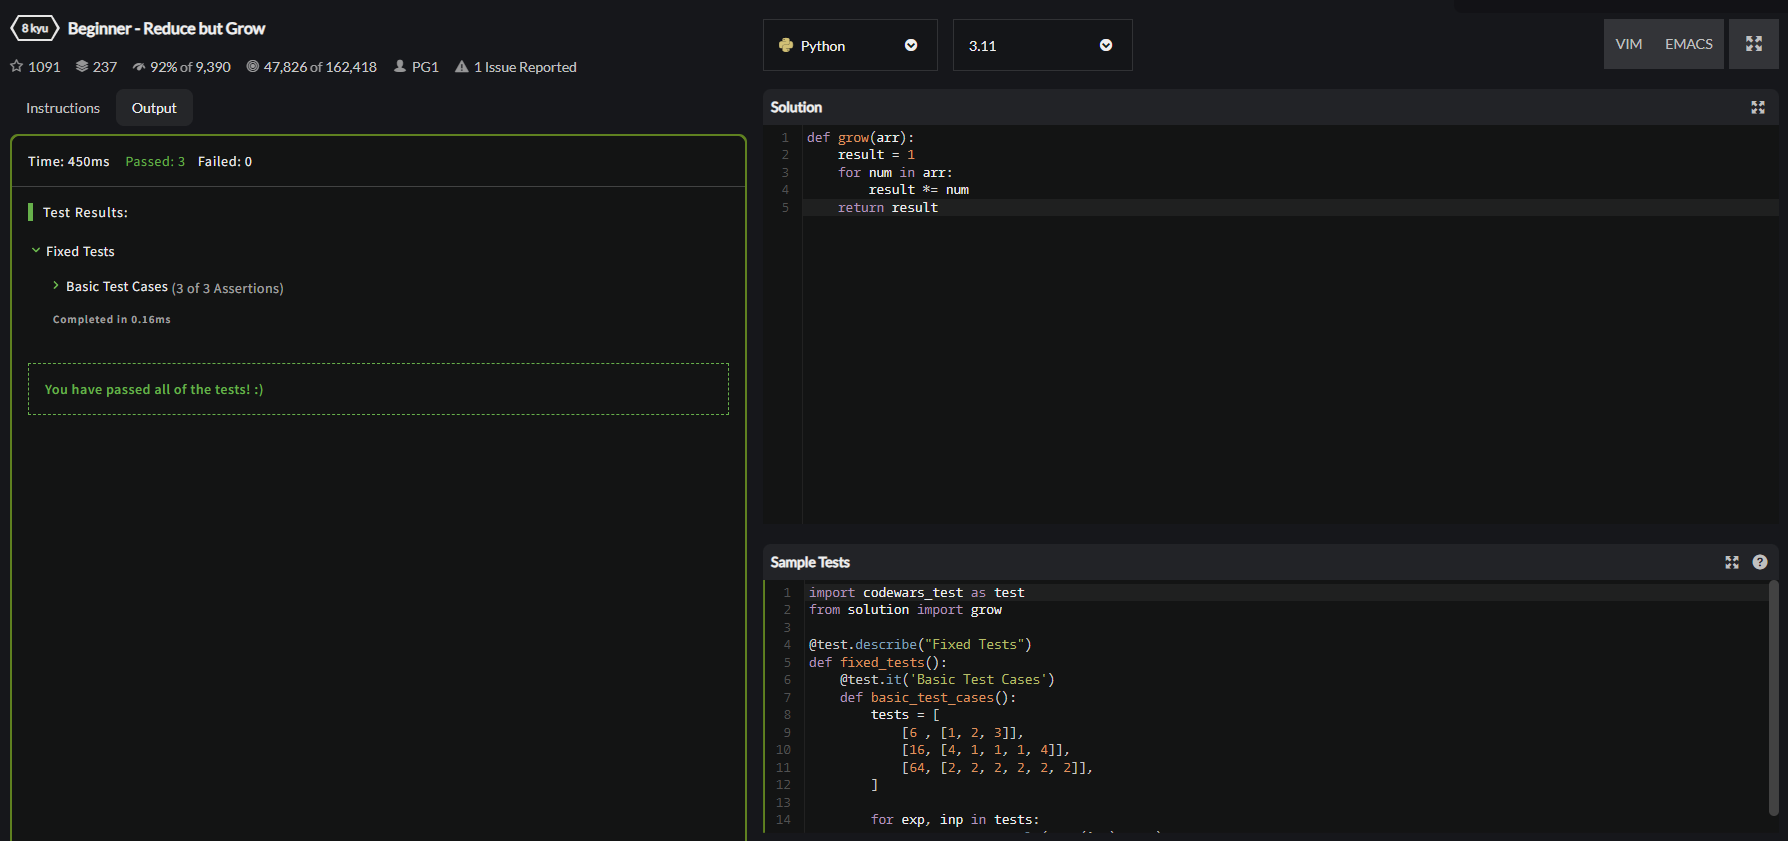 8 kyu Beginner - Reduce but Grow
1091 237 92% of 9,390 47,826 of 162,418 PG1 1 Issue Reported
Instructions Output
Time: 450ms Passed: 3 Failed: 0
Test Results:
Fixed Tests
Basic Test Cases (3 of 3 Assertions)
Completed in 0.16ms
You have passed all of the tests! :)
Python 3.11 VIM EMACS
Solution
1 def grow(arr):
2     result = 1
3     for num in arr:
4         result *= num
5     return result
Sample Tests
1 import codewars_test as test
2 from solution import grow
3
4 @test.describe("Fixed Tests")
5 def fixed_tests():
6     @test.it('Basic Test Cases')
7     def basic_test_cases():
8         tests = [
9             [6 , [1, 2, 3]],
10             [16, [4, 1, 1, 1, 4]],
11             [64, [2, 2, 2, 2, 2, 2]],
12         ]
13
14         for exp, inp in tests: